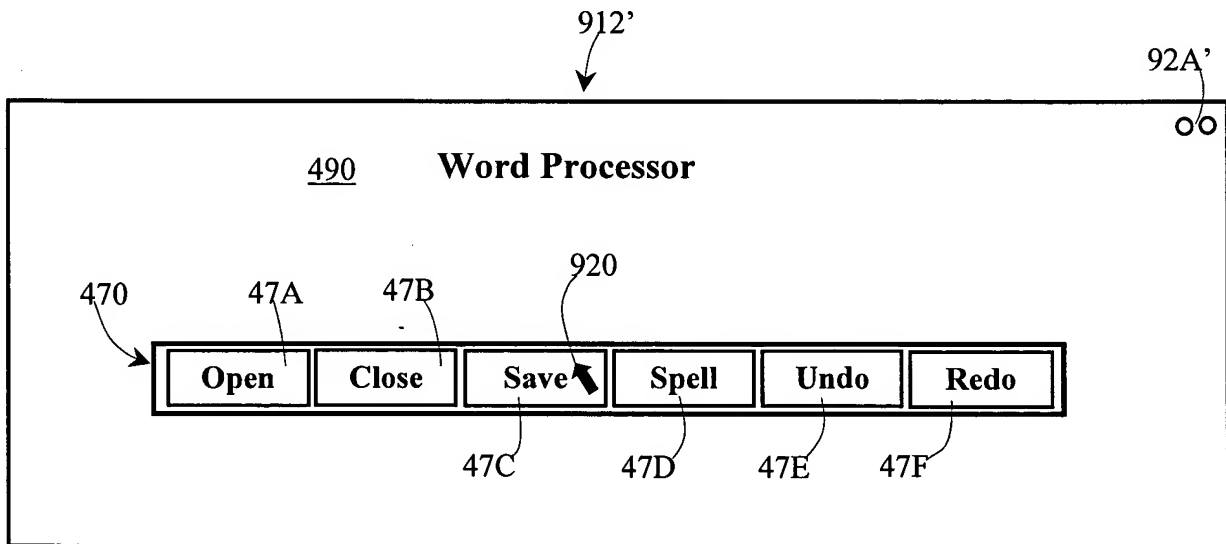 912’
92A’
490 Word Processor
920
470 47A 47B
Open Close Save Spell Undo Redo
47C 47D 47E 47F